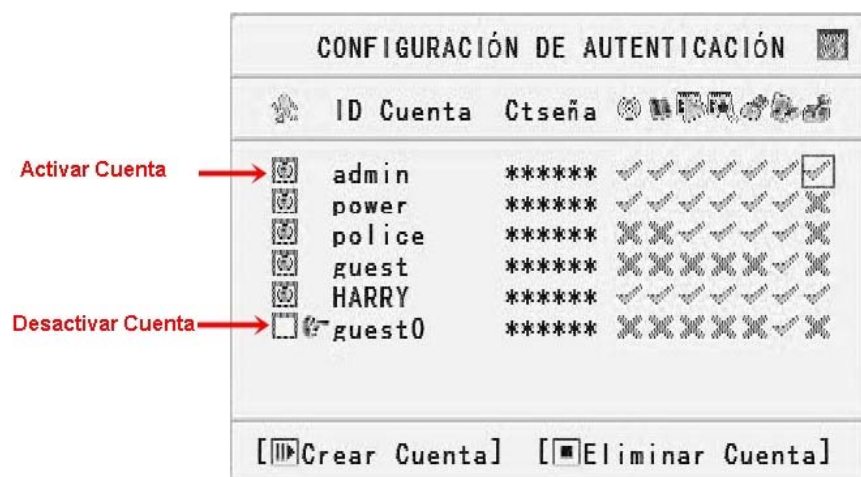 CONFIGURACIÓN DE AUTENTICACIÓN
ID Cuenta Ctseña
Activar Cuenta
admin ******
power ******
police ******
guest ******
HARRY ******
Desactivar Cuenta
guest0 ******
[Crear Cuenta] [Eliminar Cuenta]